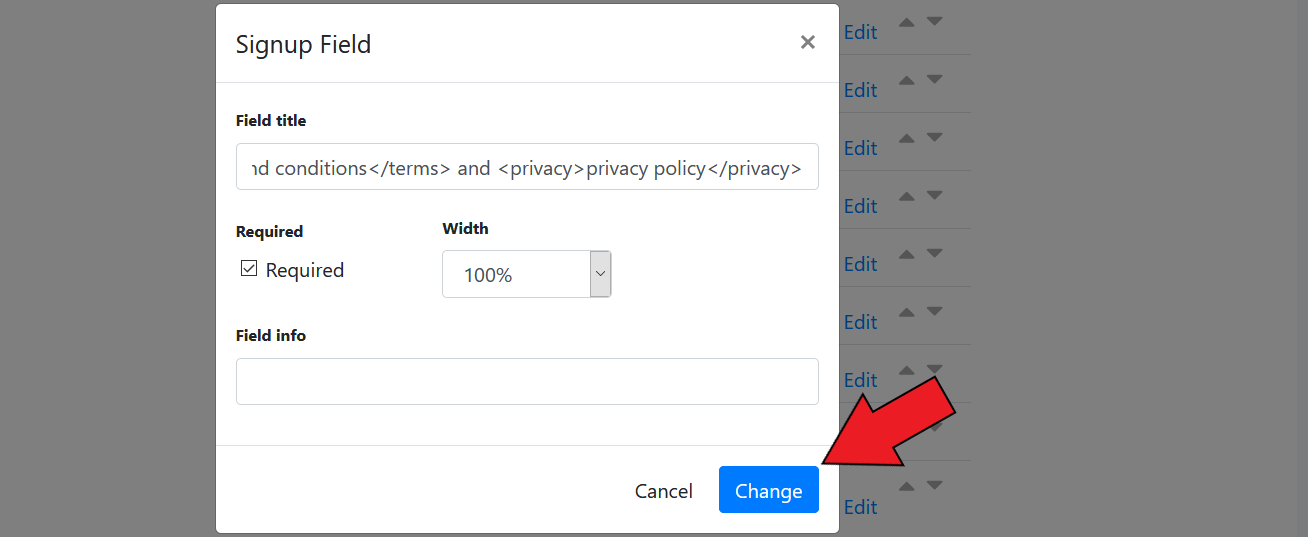 Signup Field ×
Edit
Field title
Edit
nd conditions</terms> and <privacy>privacy policy</privacy>
Edit
Edit
Required Width
Required
100%
Edit
Edit
Field info
Edit
Cancel Change
Edit